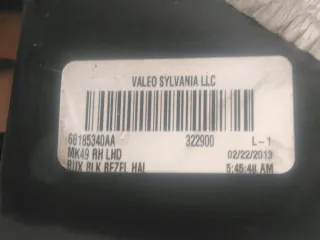 VALEO SYLVANIA LLC
68185340AA 322900 L-1
MK49 RH LHD 02/22/2013
BUX BLK BEZEL HAL 5:45:48 AM